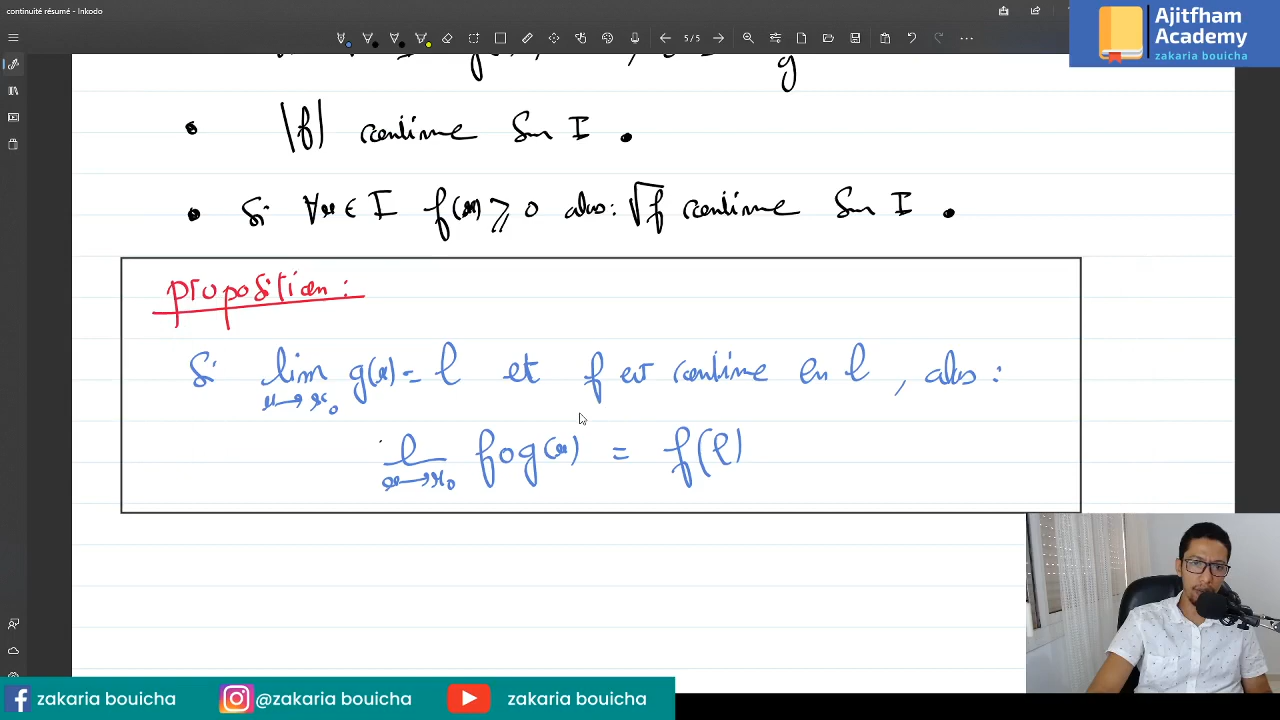 continuité résumé - Inkodo
5/5
Ajitfham
Academy
zakaria bouicha
• |f| continue sur I .
• Si ∀x ∈ I f(x) ⩾ 0 alors : √f continue sur I .
proposition :
Si lim g(x) = l et f est continue en l , alors :
x→x₀
l fog(x) = f(l)
x→x₀
zakaria bouicha @zakaria bouicha zakaria bouicha